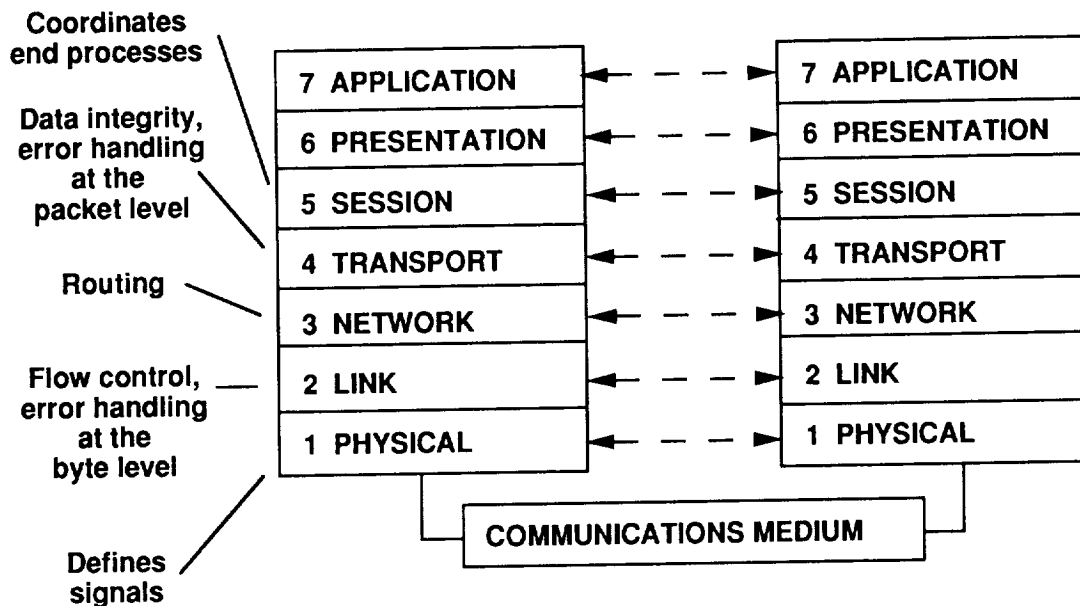 Coordinates
end processes
Data integrity,
error handling
at the
packet level
Routing
Flow control,
error handling
at the
byte level
Defines
signals
7 APPLICATION
6 PRESENTATION
5 SESSION
4 TRANSPORT
3 NETWORK
2 LINK
1 PHYSICAL
7 APPLICATION
6 PRESENTATION
5 SESSION
4 TRANSPORT
3 NETWORK
2 LINK
1 PHYSICAL
COMMUNICATIONS MEDIUM